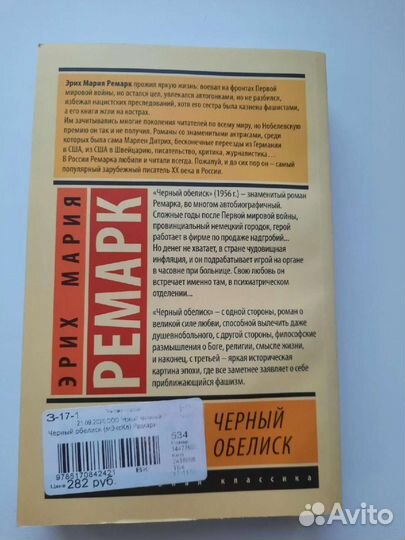 Эрих Мария Ремарк прожил яркую жизнь: воевал на фронтах Первой
мировой войны, но остался цел, увлекался автогонками, но не разбился,
избежал нацистских преследований, хотя его сестра была казнена фашистами,
а его книги жгли на кострах.
Им зачитывались многие поколения читателей по всему миру, но Нобелевскую
премию он так и не получил. Романы со знаменитыми актрисами, среди
которых была сама Марлен Дитрих, бесконечные переезды из Германии
в США, из США в Швейцарию, писательство, критика, журналистика…
В России Ремарка любили и читали всегда. Пожалуй, и до сих пор он – самый
популярный зарубежный писатель XX века в России.
ЭРИХ МАРИЯ
РЕМАРК
«Черный обелиск» (1956 г.) – знаменитый роман
Ремарка, во многом автобиографичный.
Сложные годы после Первой мировой войны,
провинциальный немецкий городок, герой
работает в фирме по продаже надгробий…
Но денег не хватает, в стране чудовищная
инфляция, и он подрабатывает игрой на органе
в часовне при больнице. Свою любовь он
встречает именно там, в психиатрическом
отделении…
«Черный обелиск» – с одной стороны, роман о
великой силе любви, способной вылечить даже
душевнобольного, с другой стороны, философские
размышления о Боге, религии, смысле жизни
и, наконец, с третьей – яркая историческая
картина эпохи, где все заметнее заявляет о себе
приближающийся фашизм.
З-17-1
Черный обелиск Ремарк
534
9785170842421
ВК
Цена 282 руб.
ЧЕРНЫЙ
ОБЕЛИСК
классика
Avito